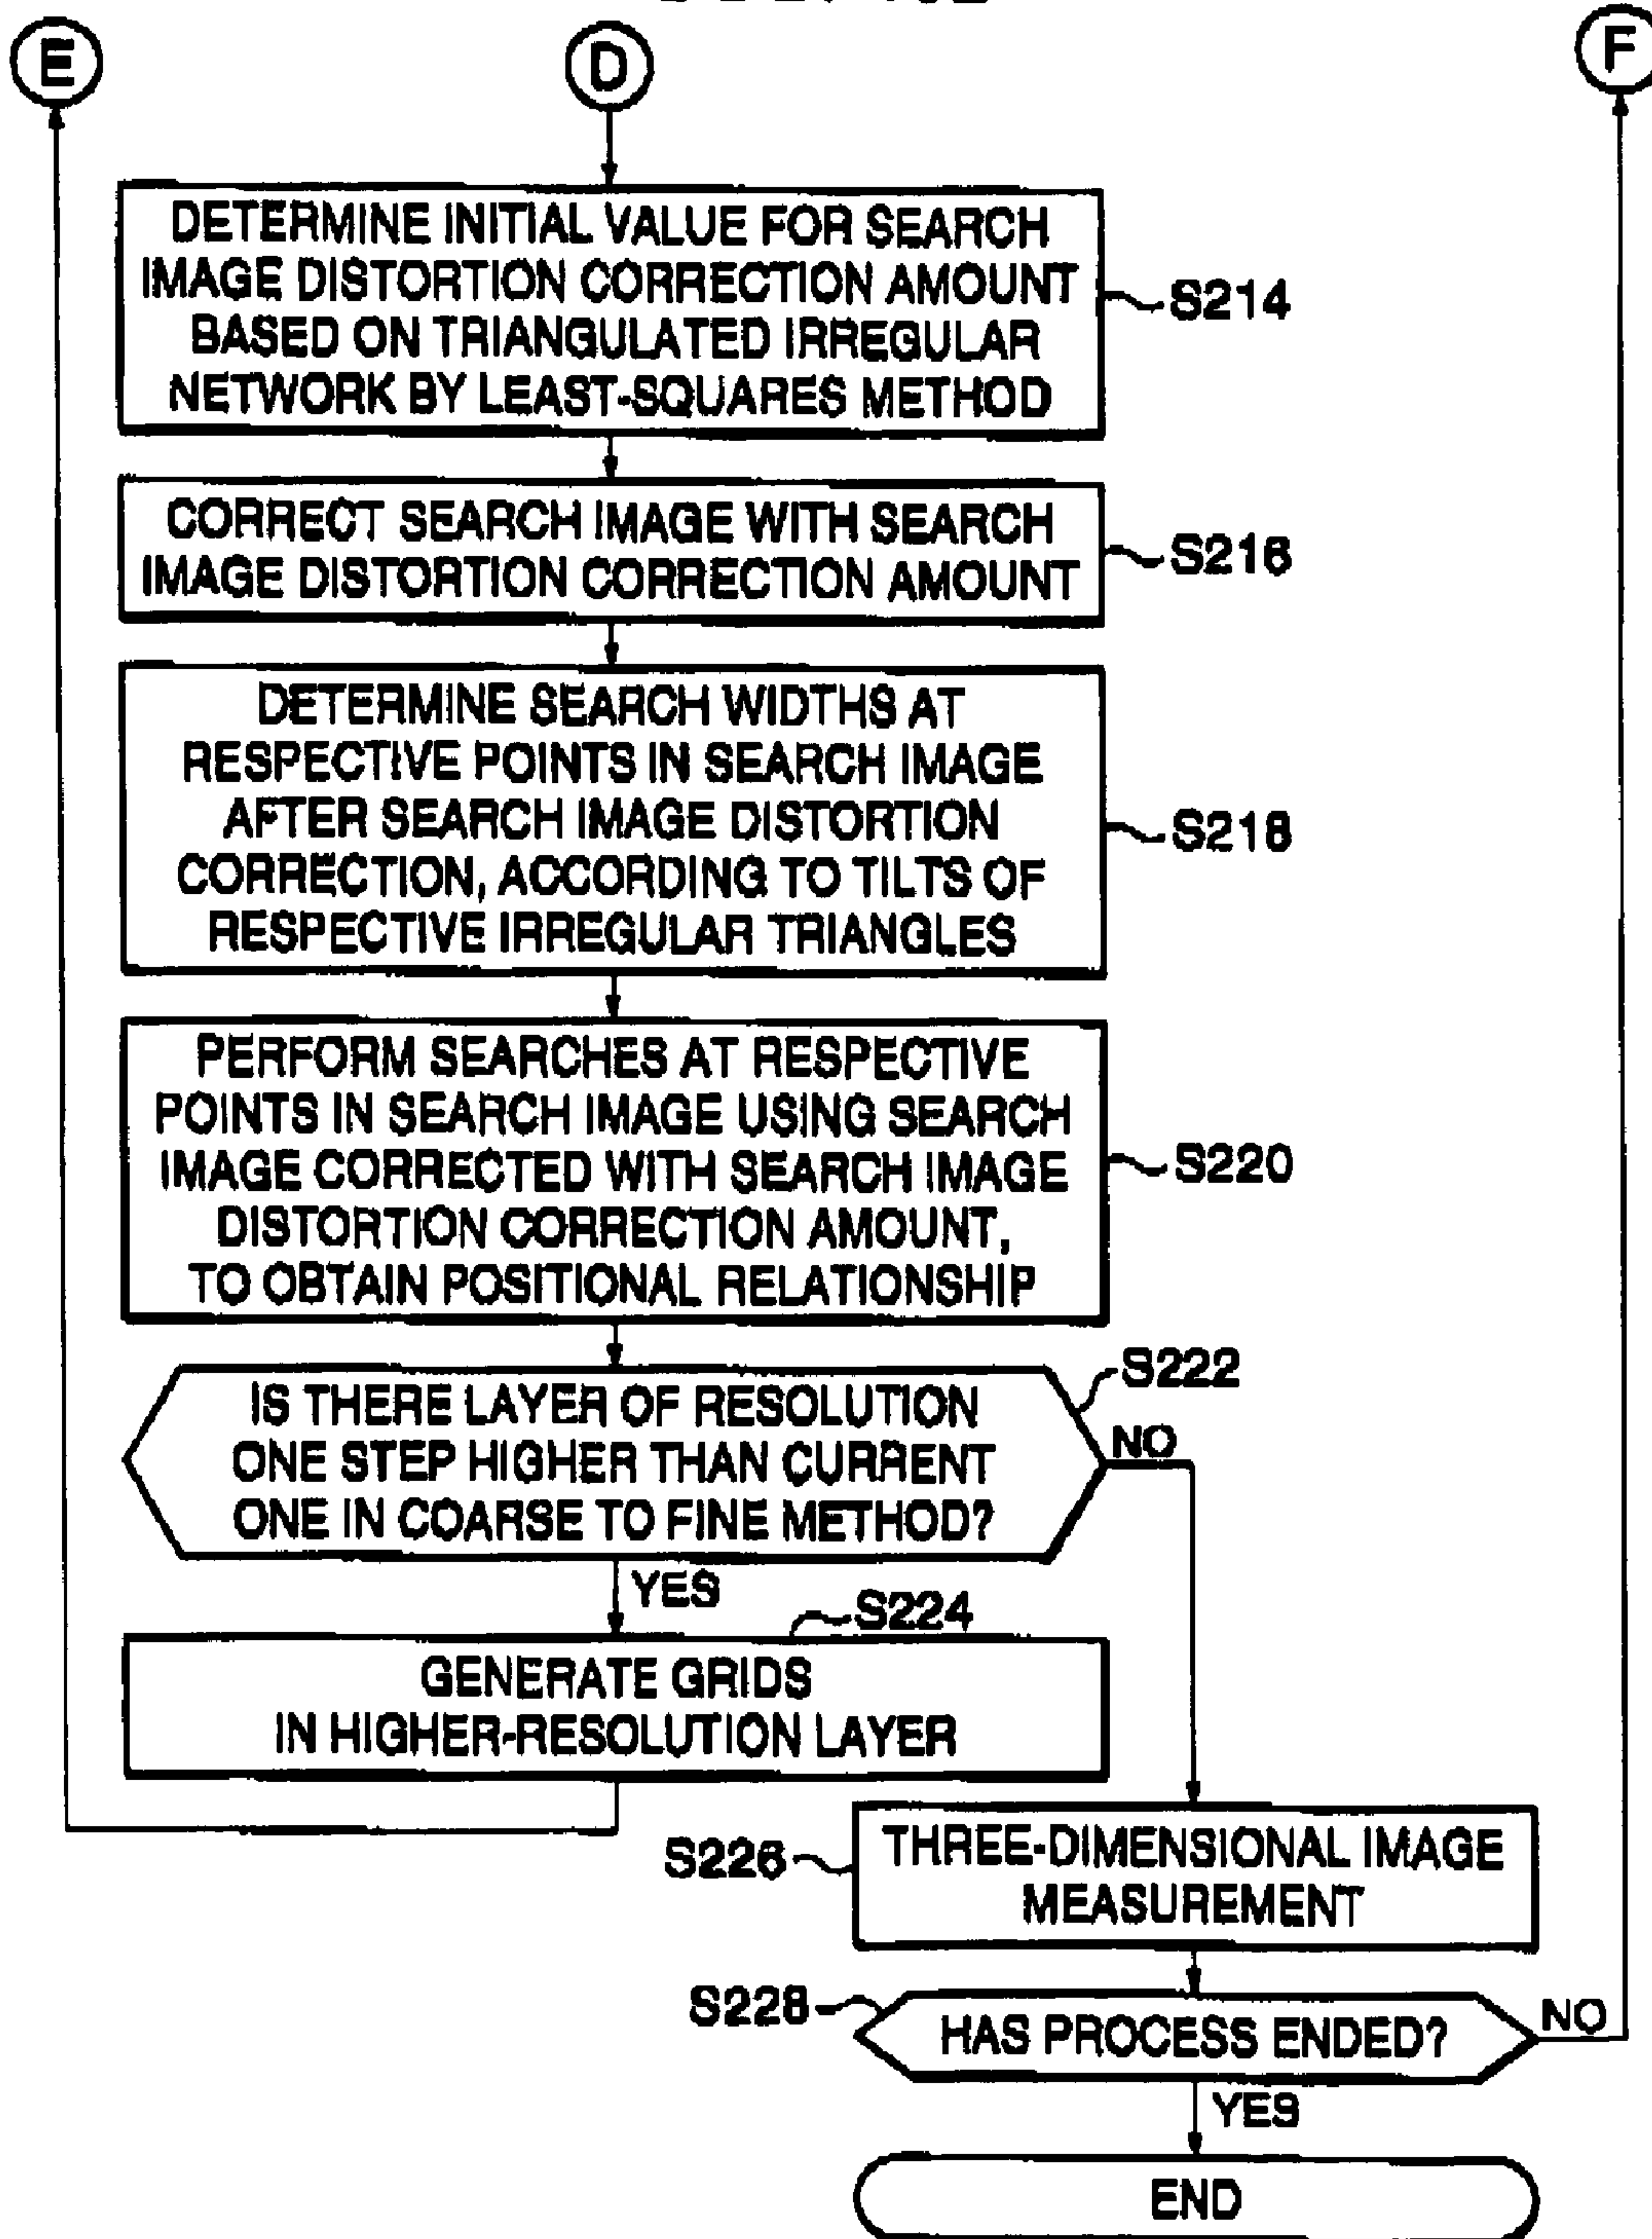 E
D
F
DETERMINE INITIAL VALUE FOR SEARCH
IMAGE DISTORTION CORRECTION AMOUNT
BASED ON TRIANGULATED IRREGULAR
NETWORK BY LEAST-SQUARES METHOD
S214
CORRECT SEARCH IMAGE WITH SEARCH
IMAGE DISTORTION CORRECTION AMOUNT
S216
DETERMINE SEARCH WIDTHS AT
RESPECTIVE POINTS IN SEARCH IMAGE
AFTER SEARCH IMAGE DISTORTION
CORRECTION, ACCORDING TO TILTS OF
RESPECTIVE IRREGULAR TRIANGLES
S218
PERFORM SEARCHES AT RESPECTIVE
POINTS IN SEARCH IMAGE USING SEARCH
IMAGE CORRECTED WITH SEARCH IMAGE
DISTORTION CORRECTION AMOUNT,
TO OBTAIN POSITIONAL RELATIONSHIP
S220
S222
IS THERE LAYER OF RESOLUTION
ONE STEP HIGHER THAN CURRENT
ONE IN COARSE TO FINE METHOD?
NO
YES
S224
GENERATE GRIDS
IN HIGHER-RESOLUTION LAYER
S226
THREE-DIMENSIONAL IMAGE
MEASUREMENT
S228
HAS PROCESS ENDED?
NO
YES
END